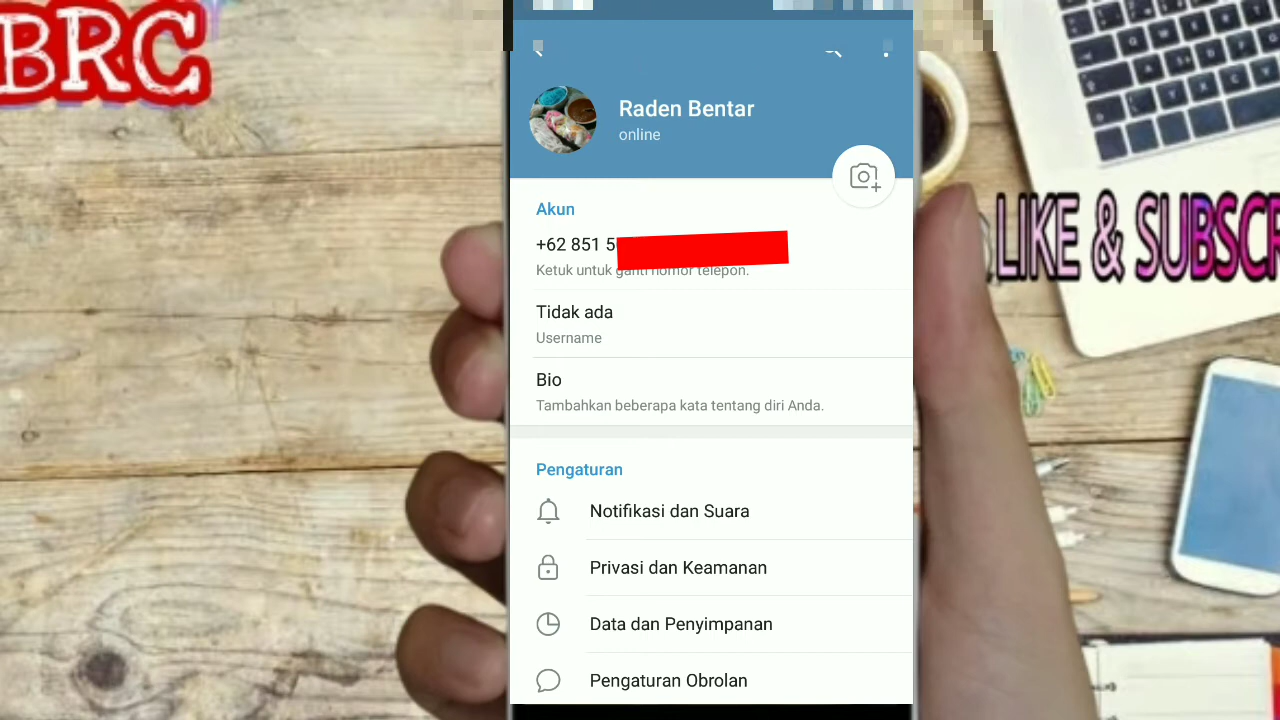 BRC
Raden Bentar
online
LIKE & SUBSCR
Akun
+62 851 5
Ketuk untuk ganti nomor telepon.
Tidak ada
Username
Bio
Tambahkan beberapa kata tentang diri Anda.
Pengaturan
Notifikasi dan Suara
Privasi dan Keamanan
Data dan Penyimpanan
Pengaturan Obrolan